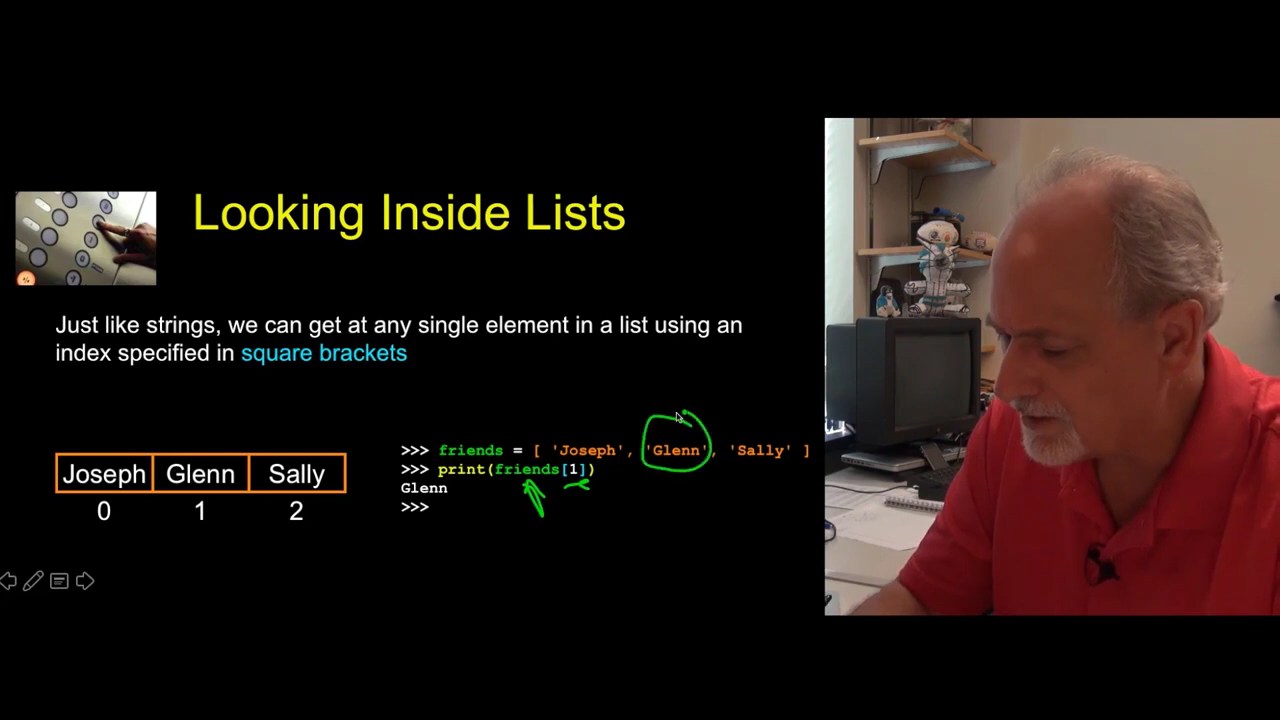 Looking Inside Lists
Just like strings, we can get at any single element in a list using an
index specified in square brackets
>>> friends = [ 'Joseph', 'Glenn', 'Sally' ]
>>> print(friends[1])
Glenn
>>>
Joseph Glenn Sally
0 1 2